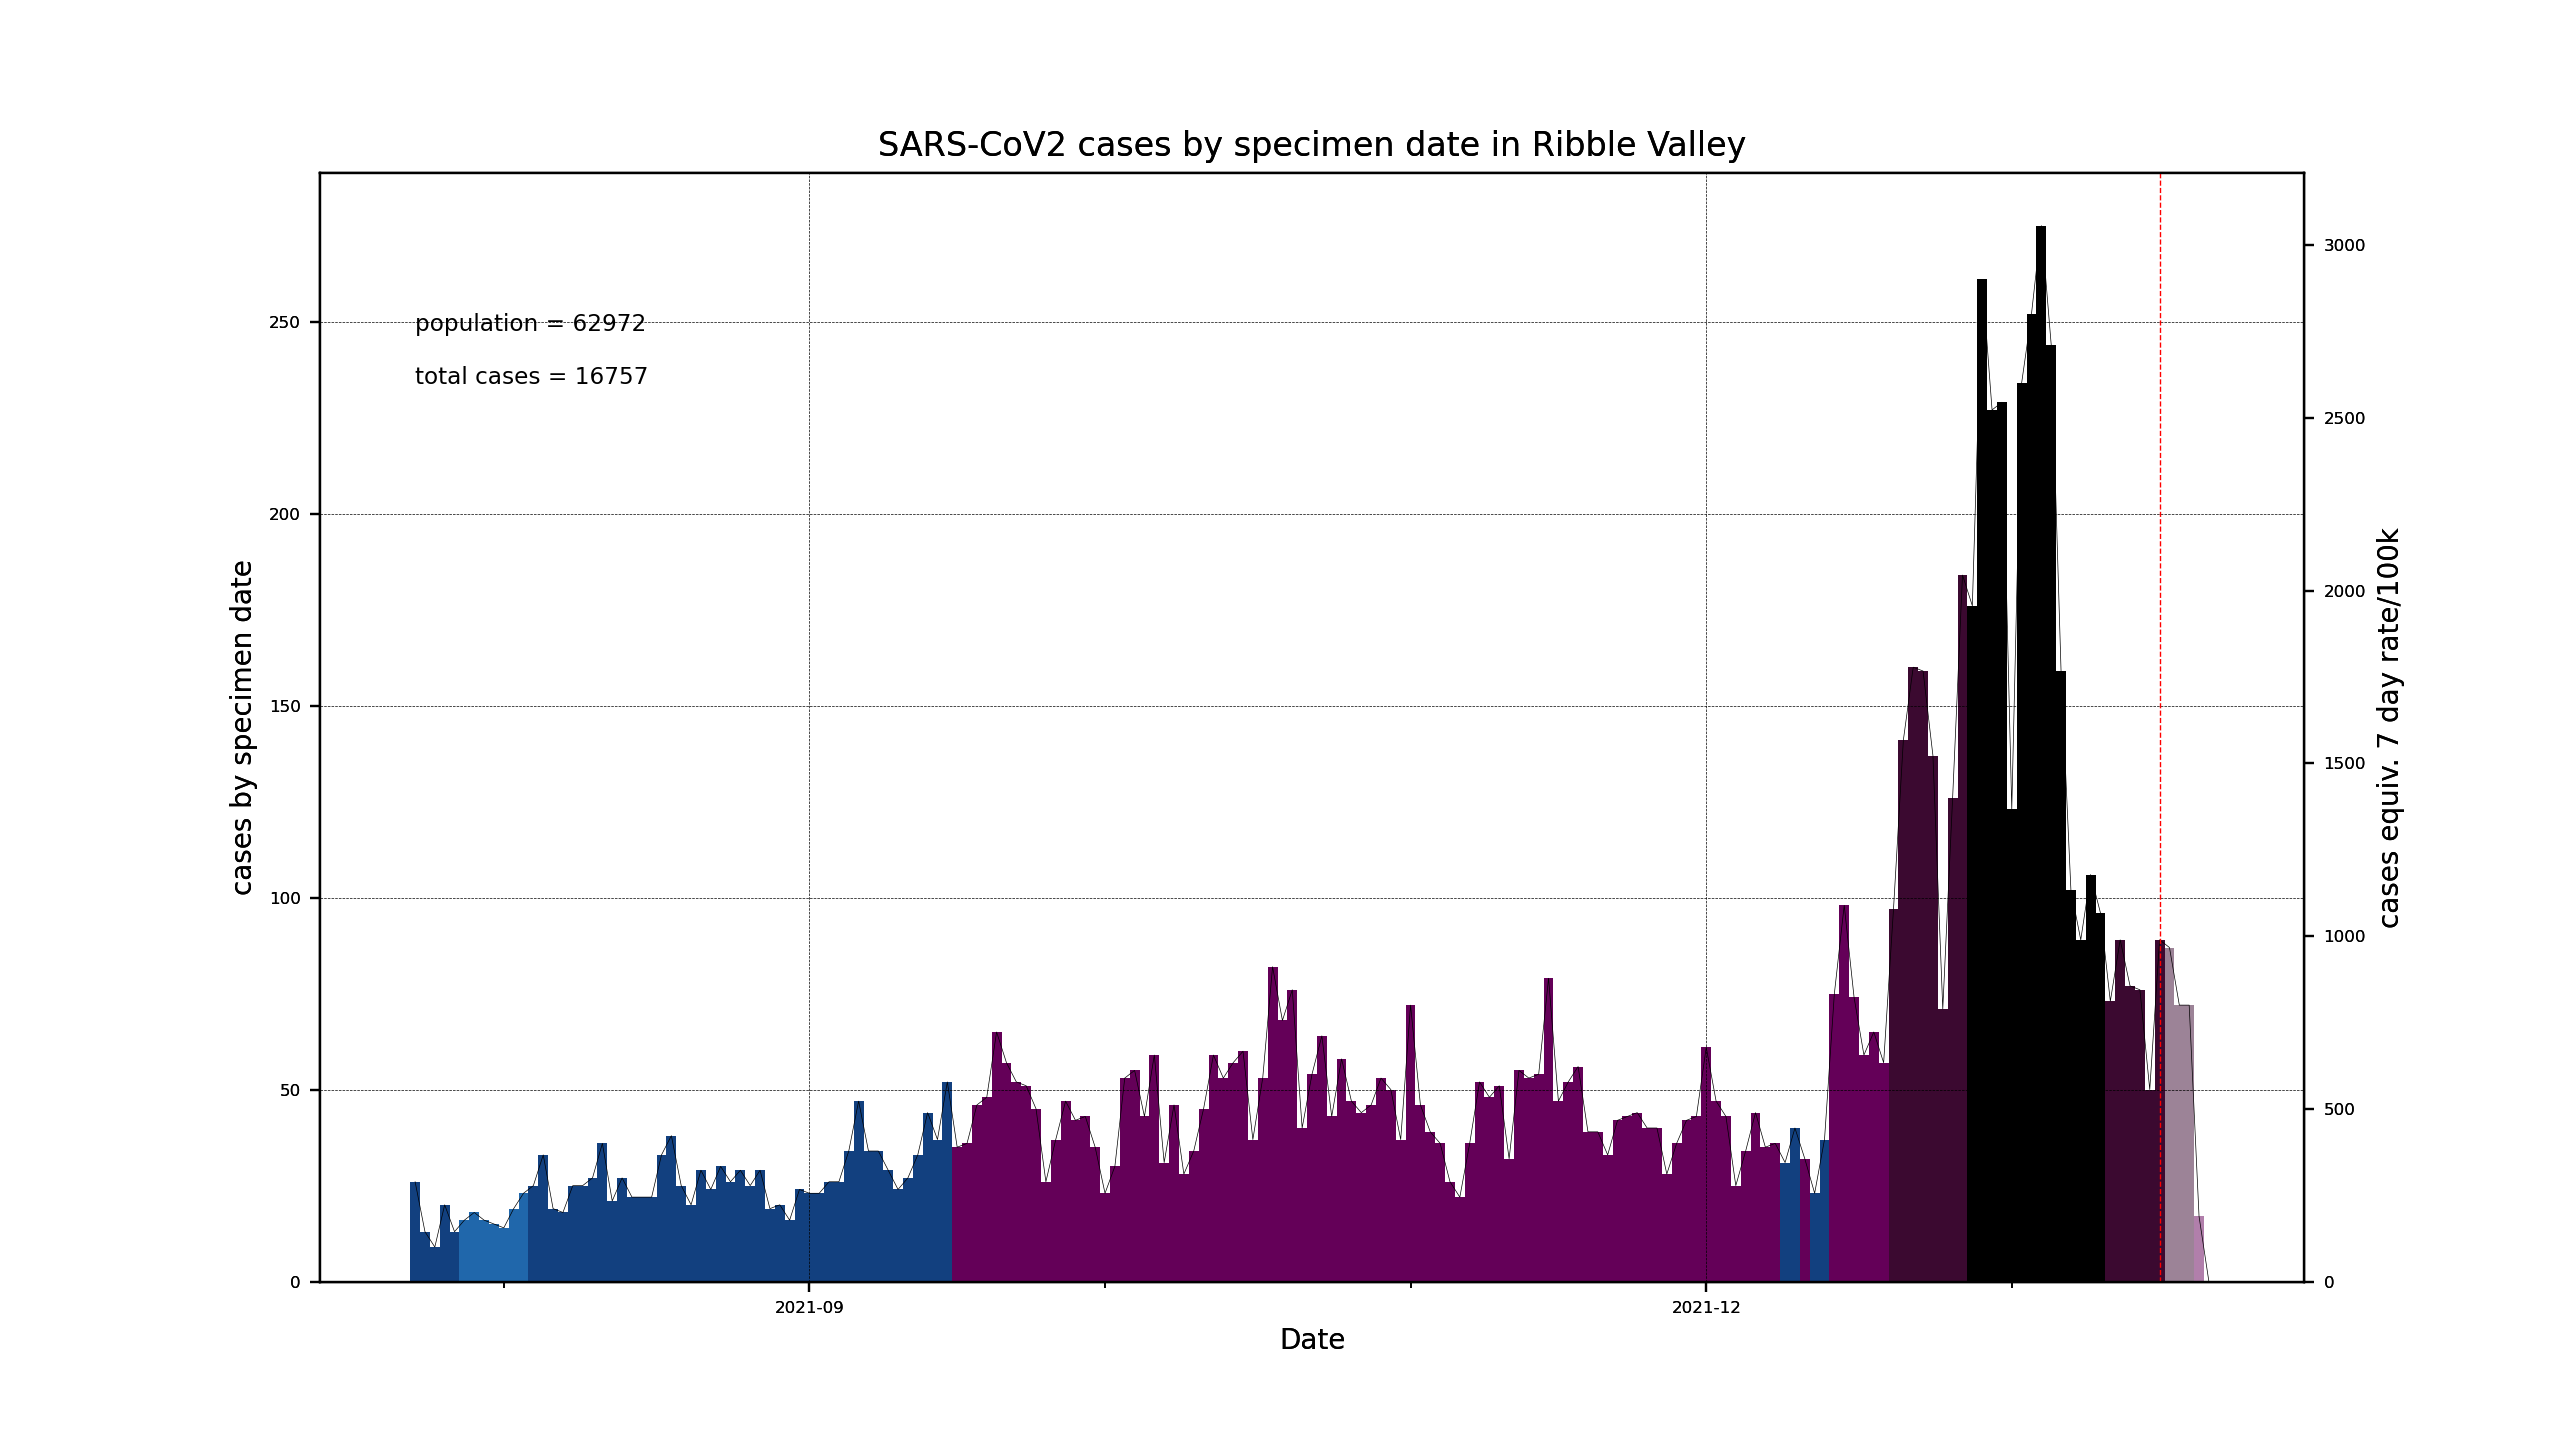 SARS-CoV2 cases by specimen date in Ribble Valley
population = 62972
total cases = 16757
cases by specimen date
250
200
150
100
50
0
3000
2500
2000
1500
1000
500
0
cases equiv. 7 day rate/100k
2021-09
2021-12
Date